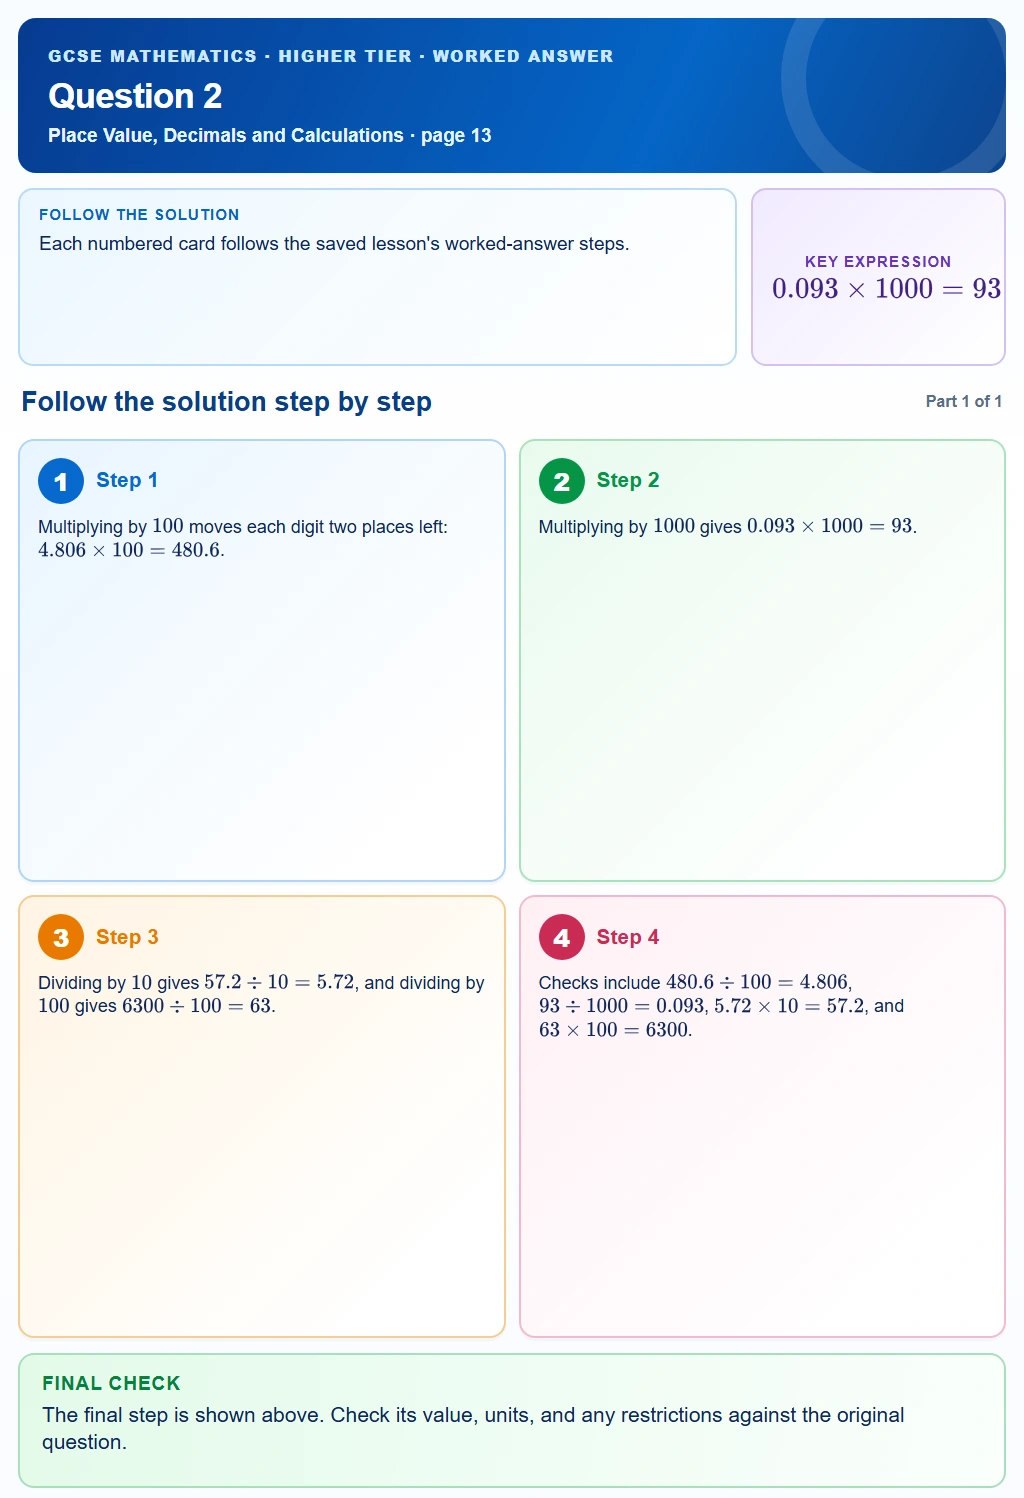 GCSE MATHEMATICS · HIGHER TIER · WORKED ANSWER
Question 2
Place Value, Decimals and Calculations · page 13
FOLLOW THE SOLUTION
Each numbered card follows the saved lesson's worked-answer steps.
KEY EXPRESSION
0.093 × 1000 = 93
Follow the solution step by step
Part 1 of 1
1 Step 1
Multiplying by 100 moves each digit two places left:
4.806 × 100 = 480.6.
2 Step 2
Multiplying by 1000 gives 0.093 × 1000 = 93.
3 Step 3
Dividing by 10 gives 57.2 ÷ 10 = 5.72, and dividing by
100 gives 6300 ÷ 100 = 63.
4 Step 4
Checks include 480.6 ÷ 100 = 4.806,
93 ÷ 1000 = 0.093, 5.72 × 10 = 57.2, and
63 × 100 = 6300.
FINAL CHECK
The final step is shown above. Check its value, units, and any restrictions against the original
question.